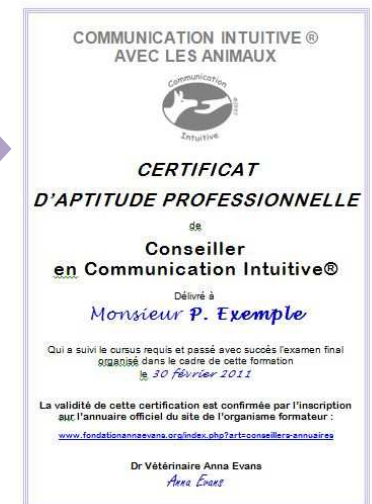 COMMUNICATION INTUITIVE ®
AVEC LES ANIMAUX
Communication
Intuitive
CERTIFICAT
D'APTITUDE PROFESSIONNELLE
de
Conseiller
en Communication Intuitive®
Délivré à
Monsieur P. Exemple
Qui a suivi le cursus requis et passé avec succès l'examen final
organisé dans le cadre de cette formation
le 30 février 2011
La validité de cette certification est confirmée par l'inscription
sur l'annuaire officiel du site de l'organisme formateur :
www.fondationannaevans.org/index.php?art=conseillers-annuaires
Dr Vétérinaire Anna Evans
Anna Evans